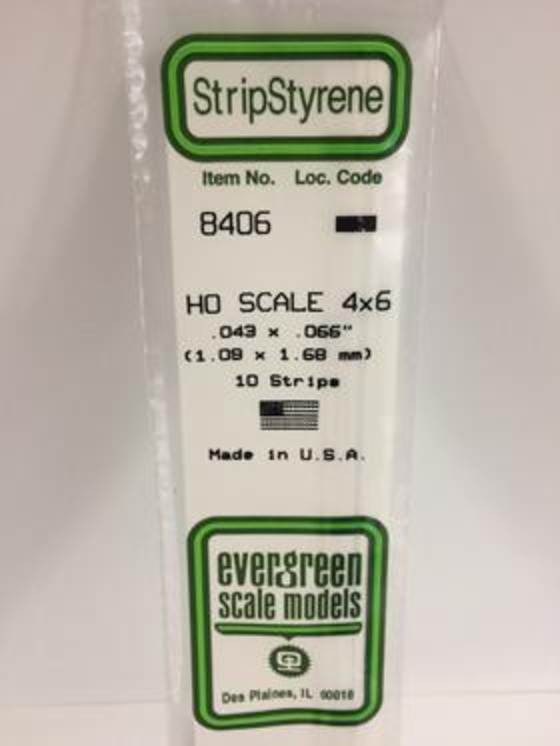 StripStyrene
Item No. Loc. Code
8406
HO SCALE 4x6
.043 x .066"
(1.09 x 1.68 mm)
10 Strips
Made in U.S.A.
evergreen
scale models
Des Plaines, IL 60018